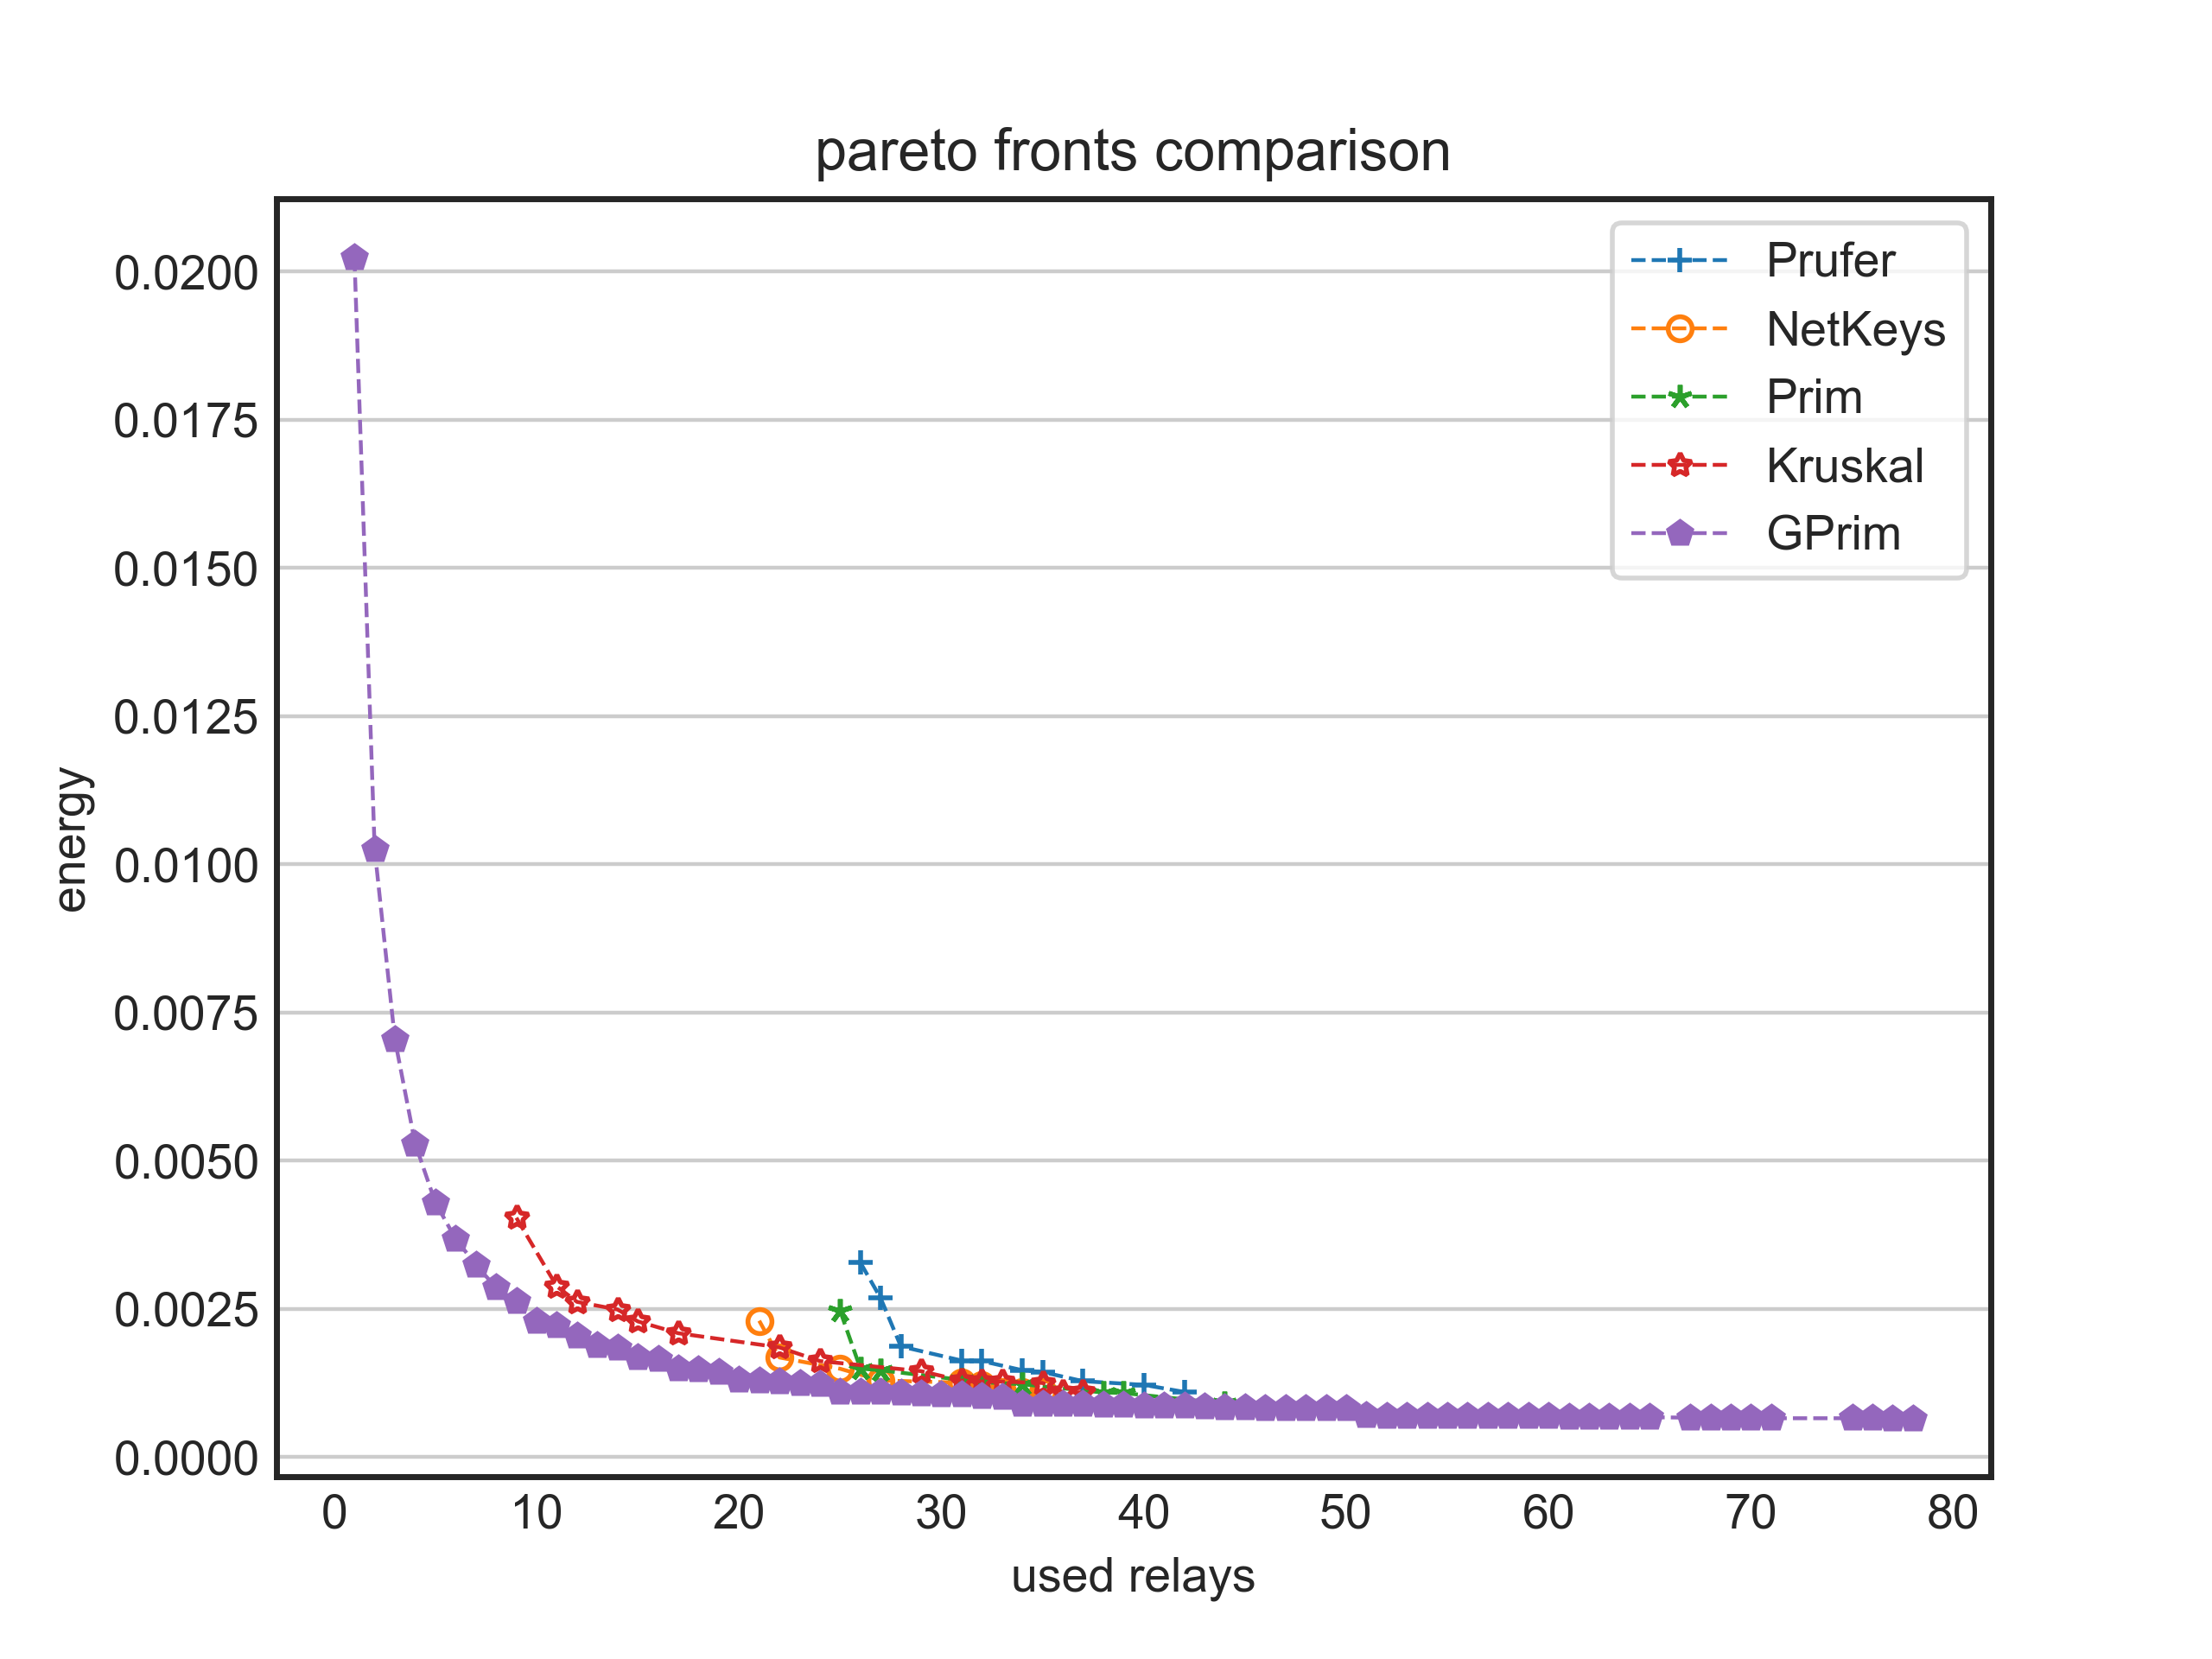 pareto fronts comparison
Prufer
NetKeys
Prim
Kruskal
GPrim
0.0200
0.0175
0.0150
0.0125
0.0100
0.0075
0.0050
0.0025
0.0000
energy
0 10 20 30 40 50 60 70 80
used relays